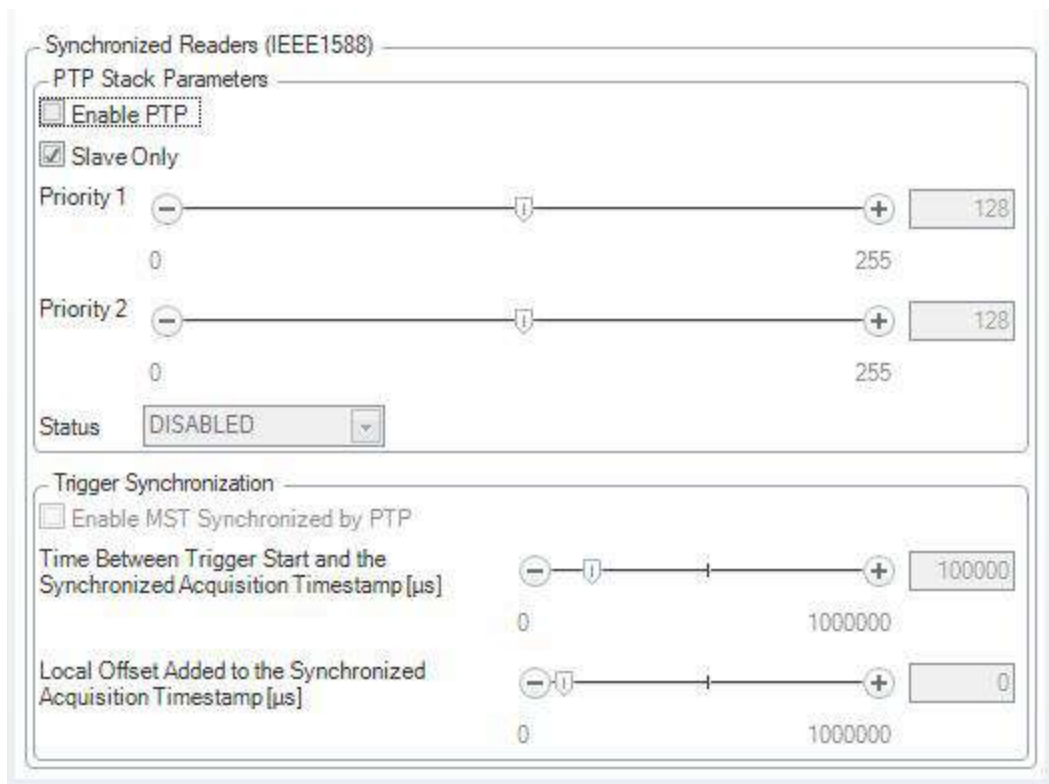 Synchronized Readers (IEEE1588)
PTP Stack Parameters
Enable PTP
Slave Only
Priority 1
128
0
255
Priority 2
128
0
255
Status
DISABLED
Trigger Synchronization
Enable MST Synchronized by PTP
Time Between Trigger Start and the
Synchronized Acquisition Timestamp [µs]
100000
0
1000000
Local Offset Added to the Synchronized
Acquisition Timestamp [µs]
0
0
1000000